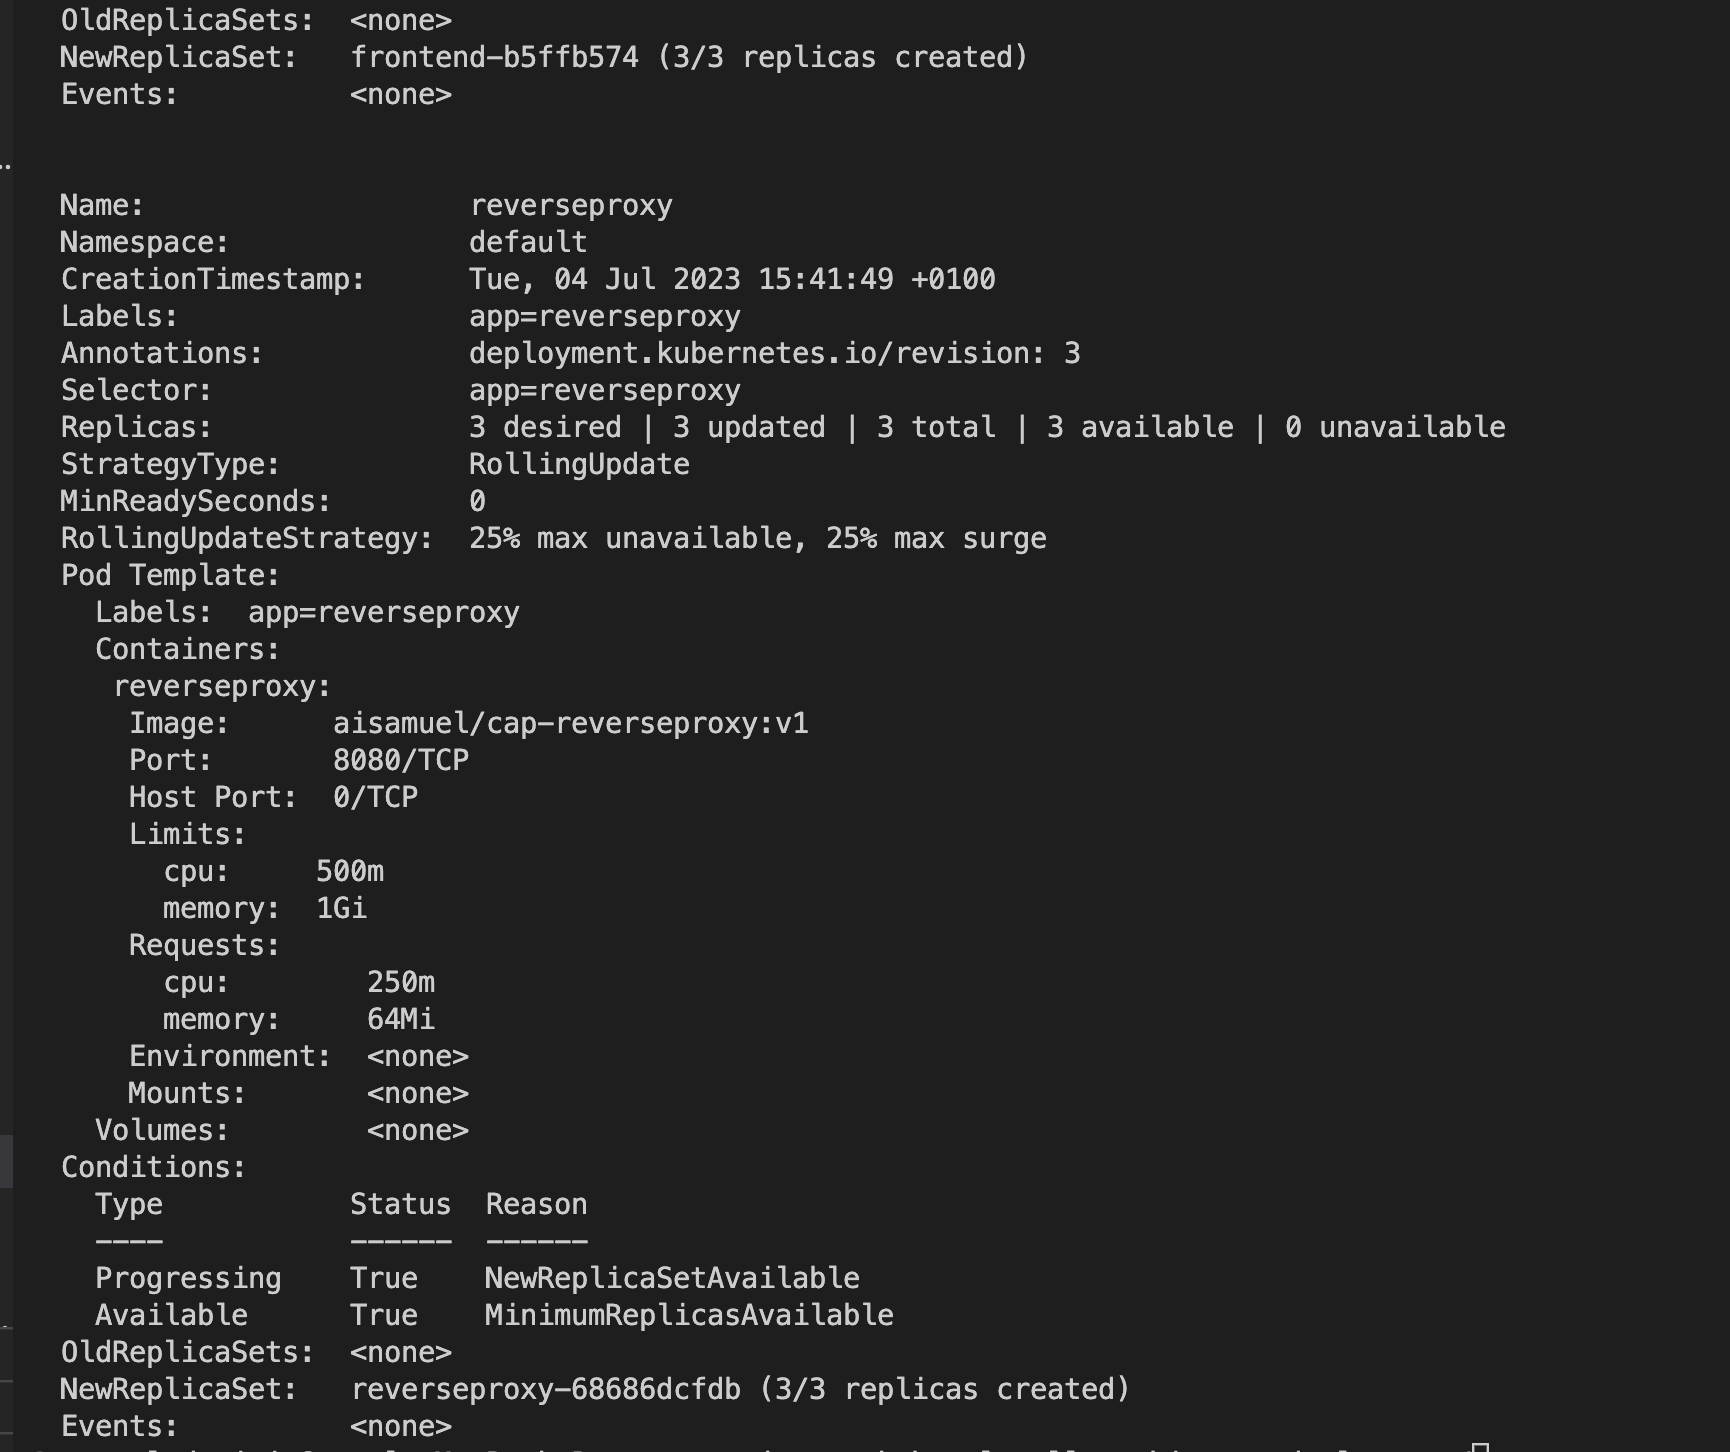 OldReplicaSets:  <none>
NewReplicaSet:   frontend-b5ffb574 (3/3 replicas created)
Events:          <none>
Name:                   reverseproxy
Namespace:              default
CreationTimestamp:      Tue, 04 Jul 2023 15:41:49 +0100
Labels:                 app=reverseproxy
Annotations:            deployment.kubernetes.io/revision: 3
Selector:               app=reverseproxy
Replicas:               3 desired | 3 updated | 3 total | 3 available | 0 unavailable
StrategyType:           RollingUpdate
MinReadySeconds:        0
RollingUpdateStrategy:  25% max unavailable, 25% max surge
Pod Template:
  Labels:  app=reverseproxy
  Containers:
   reverseproxy:
    Image:      aisamuel/cap-reverseproxy:v1
    Port:       8080/TCP
    Host Port:  0/TCP
    Limits:
      cpu:     500m
      memory:  1Gi
    Requests:
      cpu:        250m
      memory:     64Mi
    Environment:  <none>
    Mounts:       <none>
  Volumes:        <none>
Conditions:
  Type           Status  Reason
  ----           ------  ------
  Progressing    True    NewReplicaSetAvailable
  Available      True    MinimumReplicasAvailable
OldReplicaSets:  <none>
NewReplicaSet:   reverseproxy-68686dcfdb (3/3 replicas created)
Events:          <none>